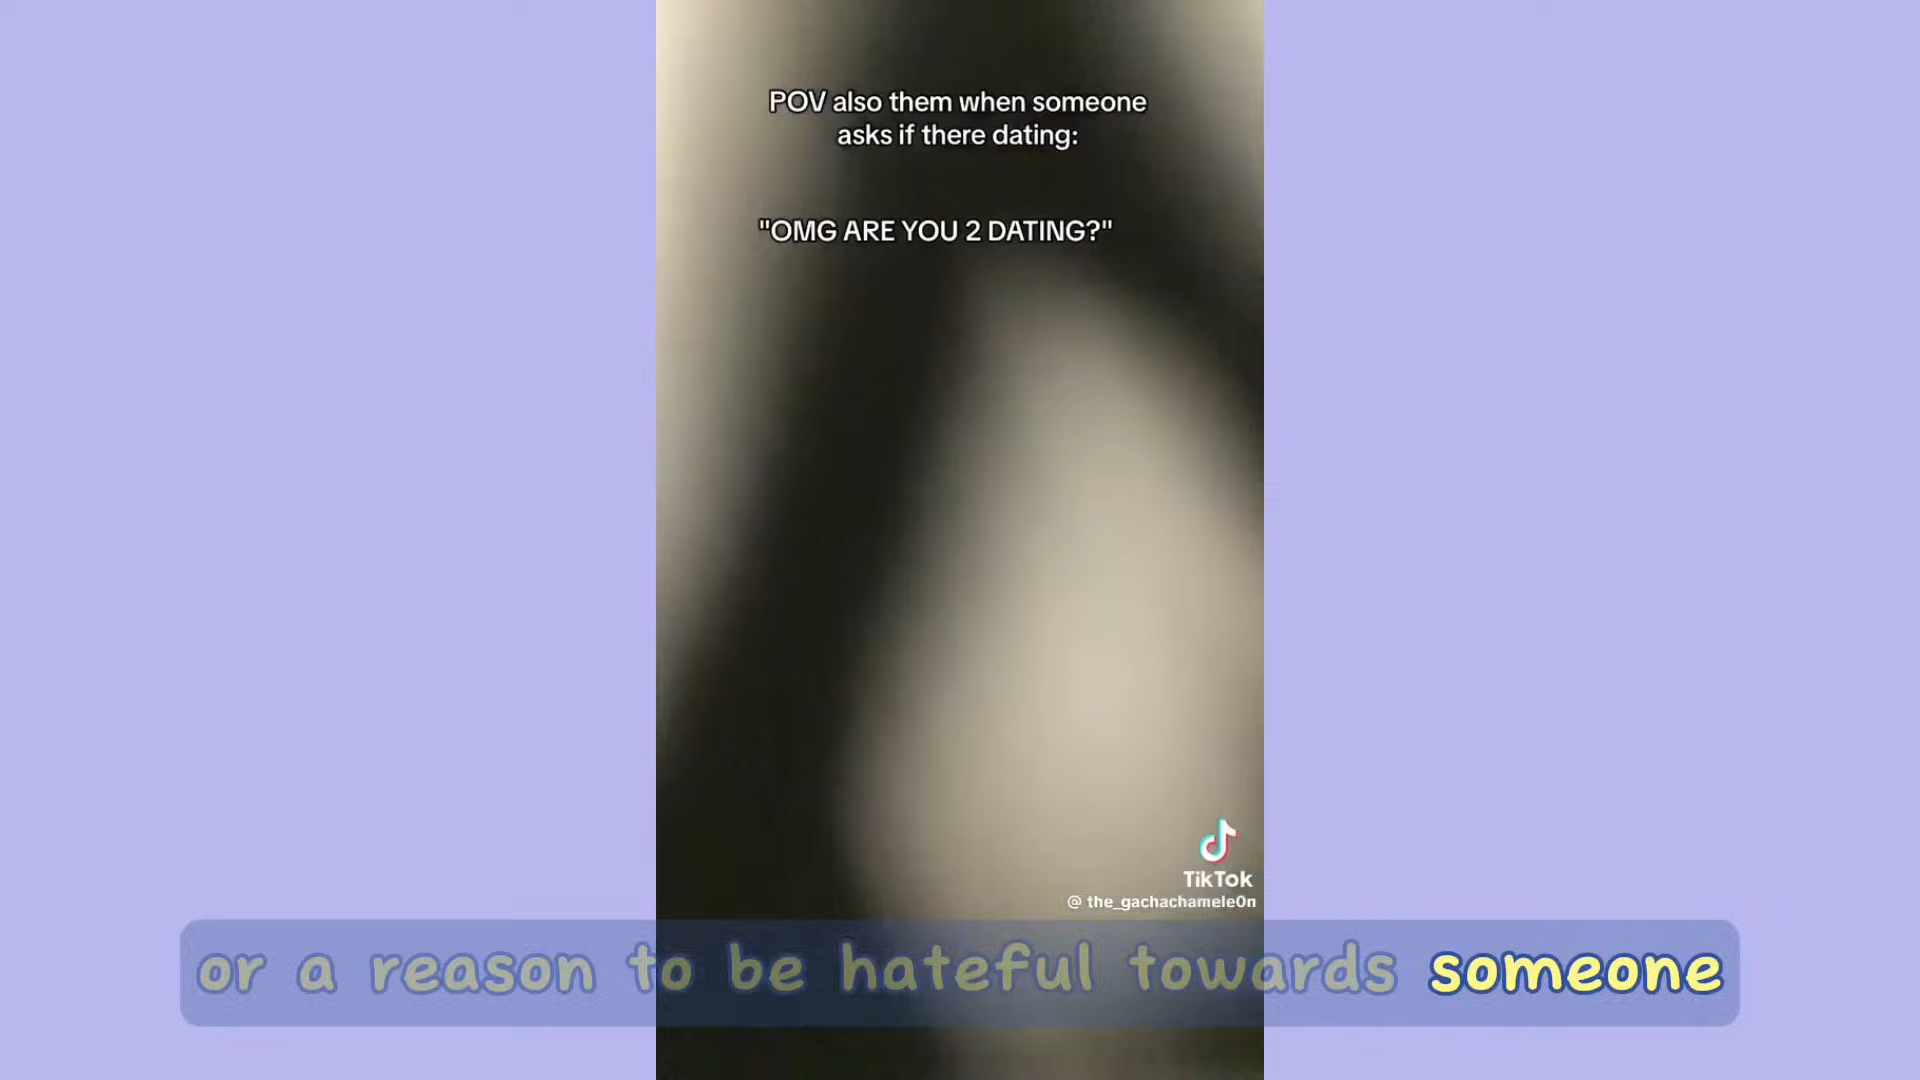 POV also them when someone
asks if there dating:
"OMG ARE YOU 2 DATING?"
TikTok
@ the_gachachamele0n
or a reason to be hateful towards someone